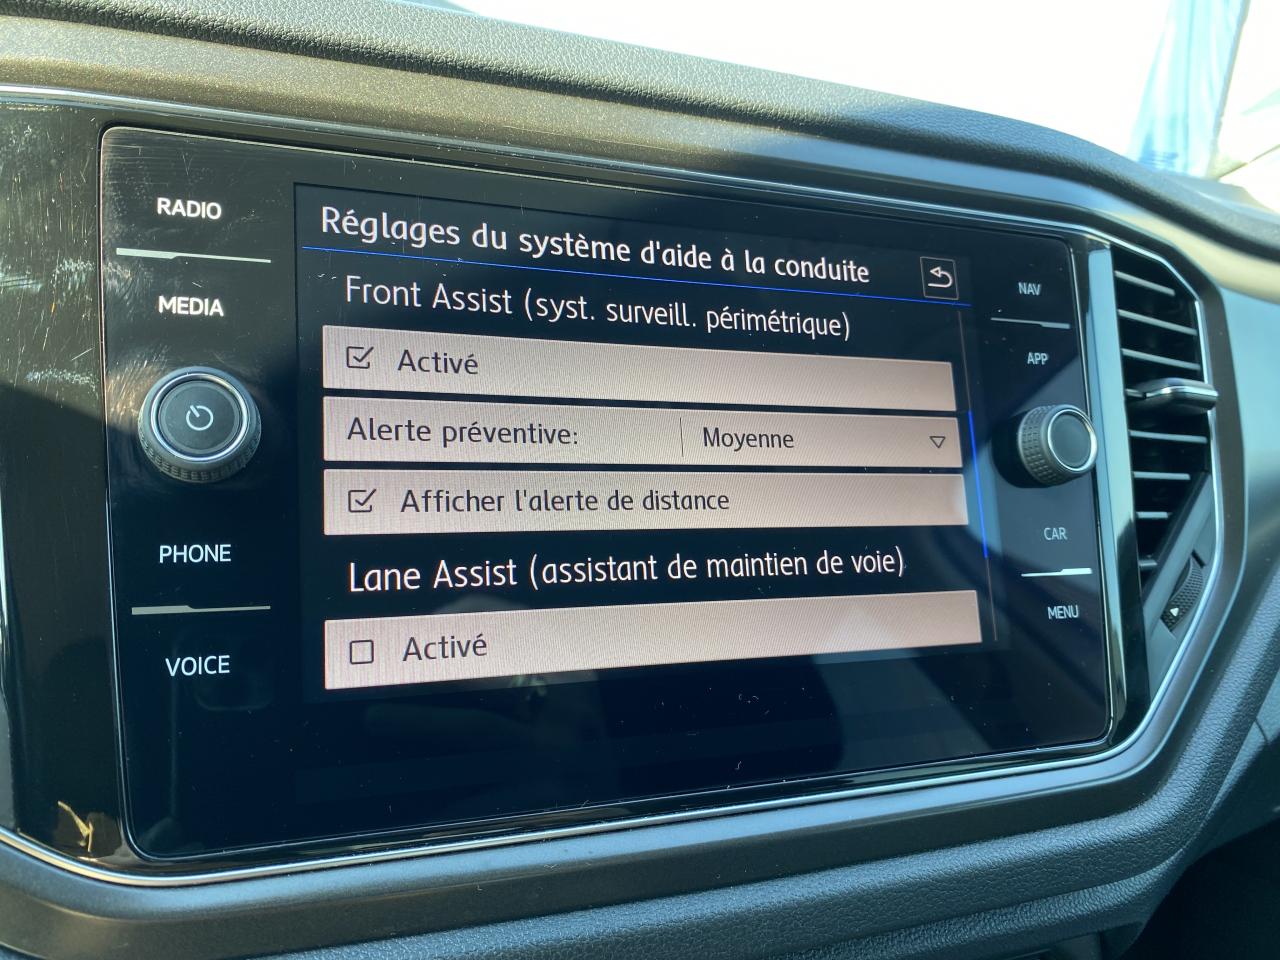 RADIO
MEDIA
PHONE
VOICE
Réglages du système d'aide à la conduite
Front Assist (syst. surveill. périmétrique)
Activé
Alerte préventive: Moyenne
Afficher l'alerte de distance
Lane Assist (assistant de maintien de voie)
Activé
NAV
APP
CAR
MENU